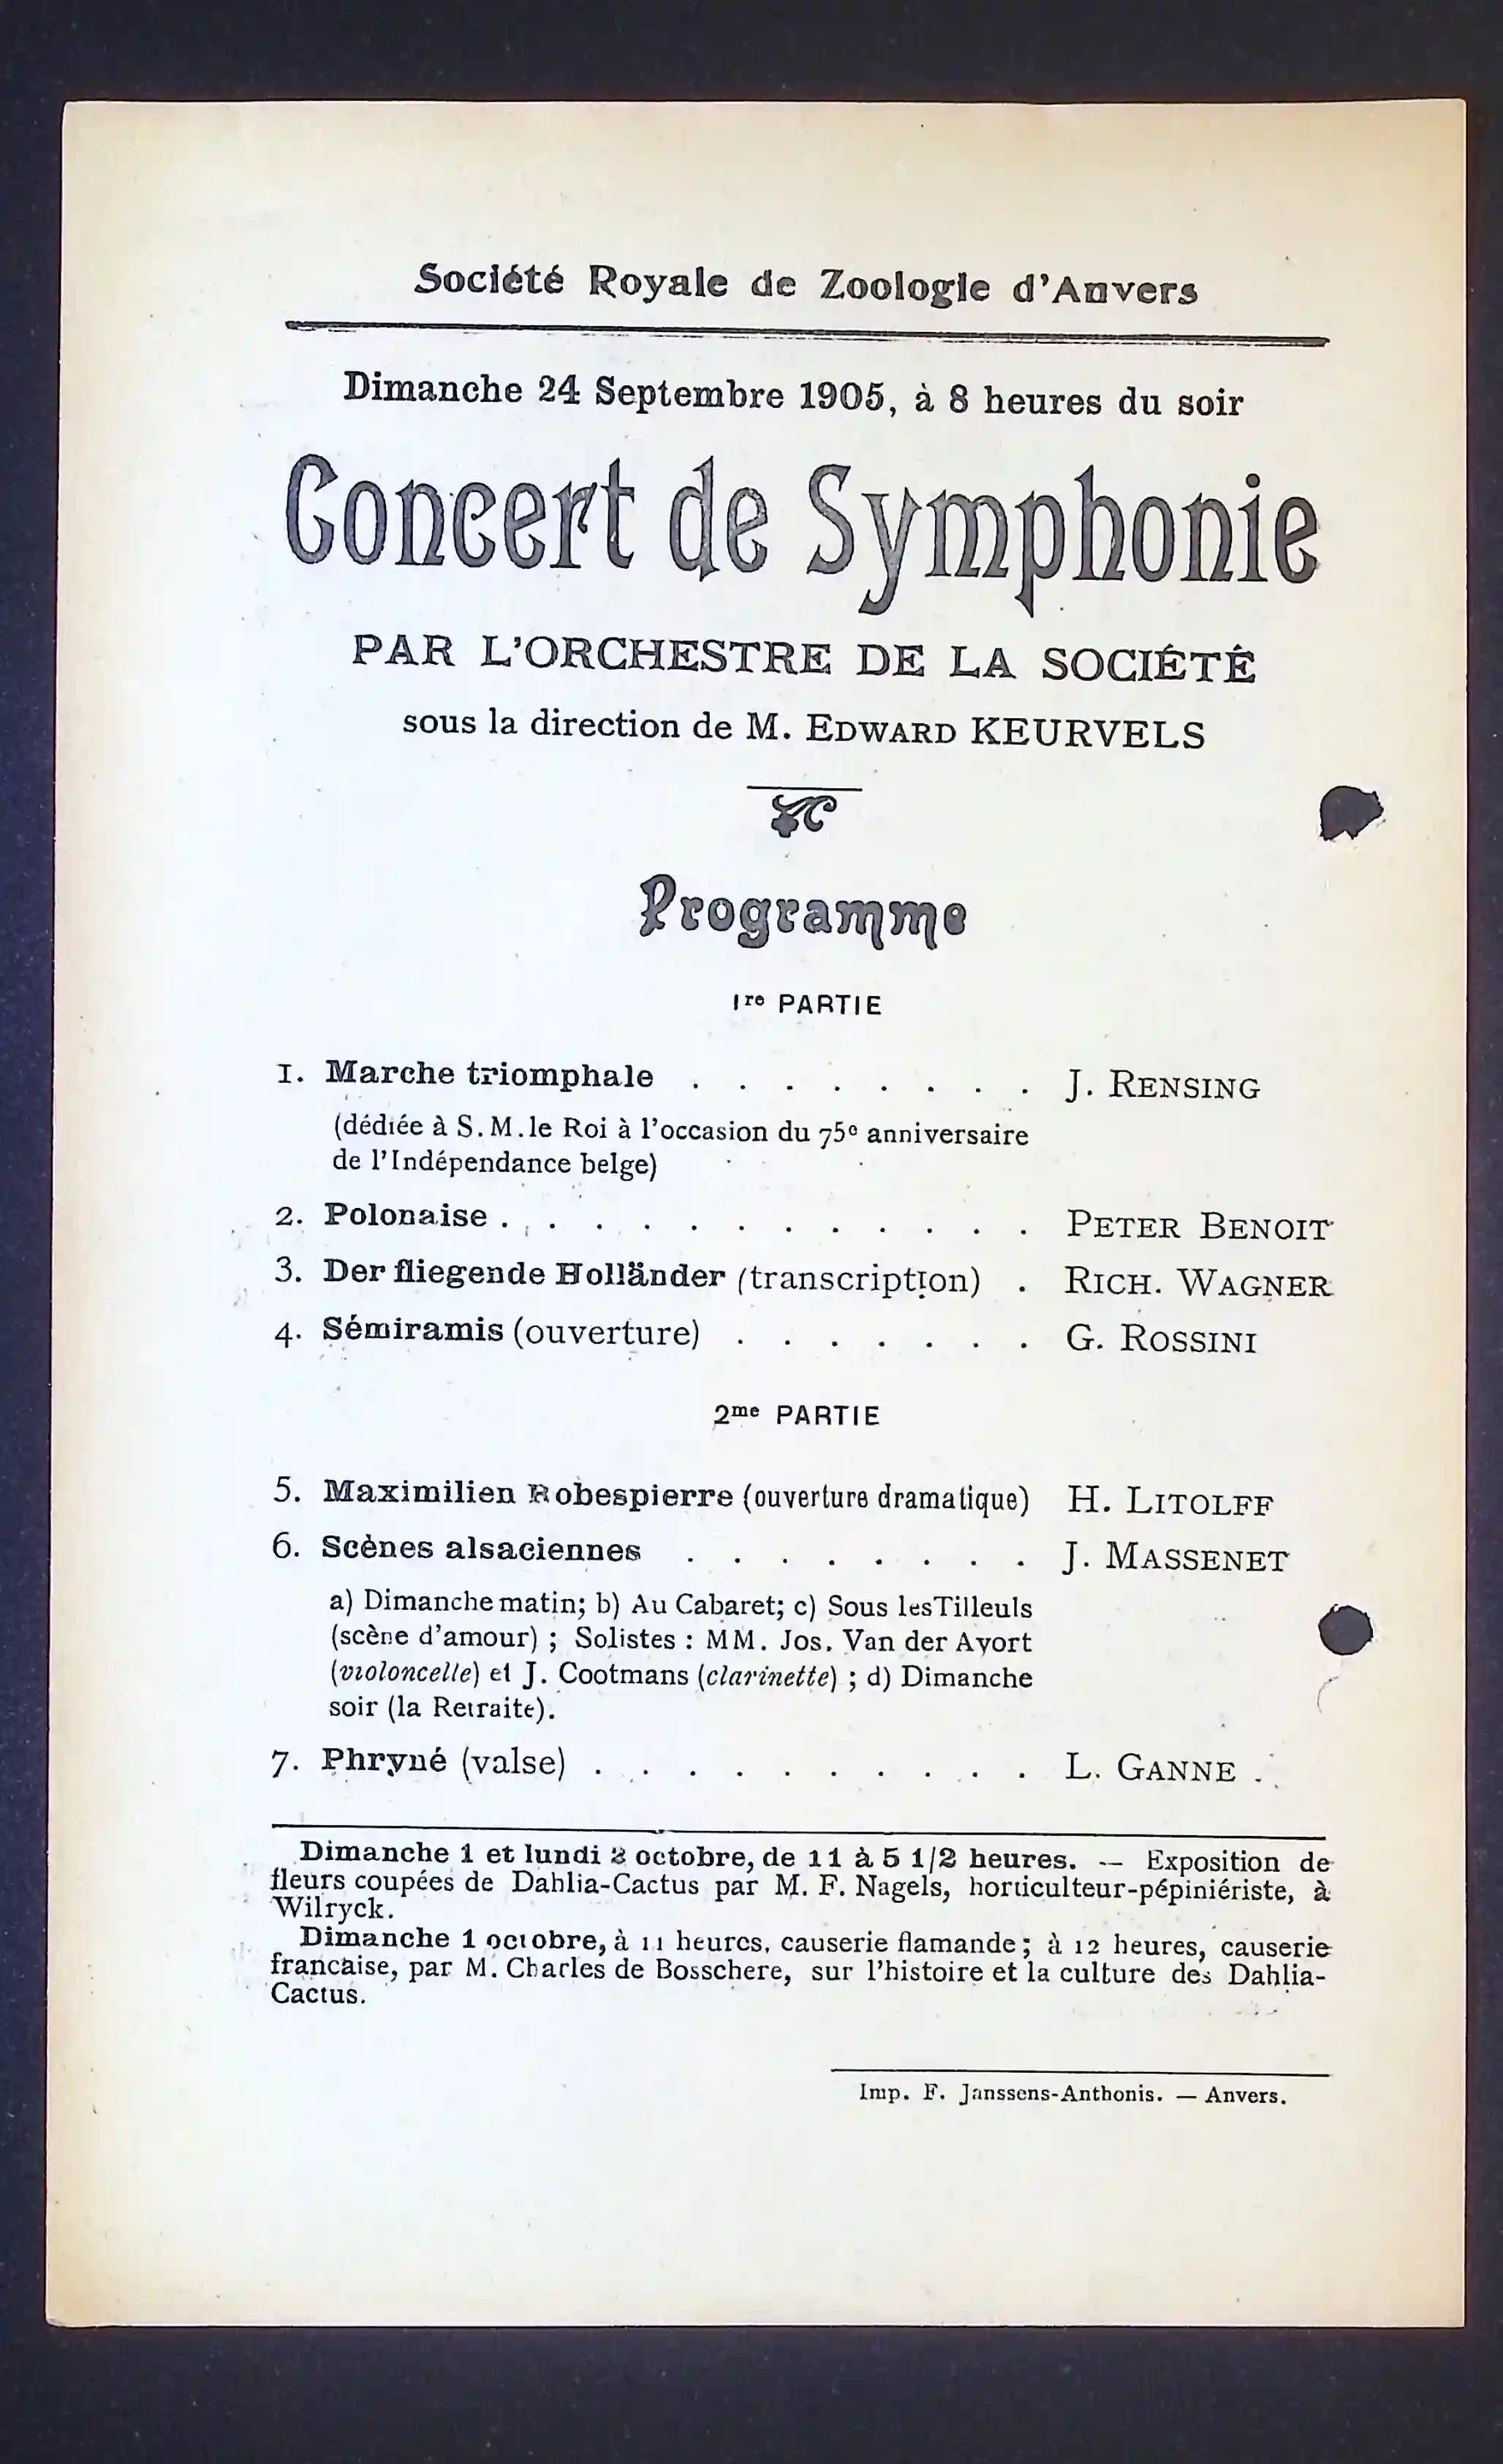 Société Royale de Zoologie d'Anvers
Dimanche 24 Septembre 1905, à 8 heures du soir
Concert de Symphonie
PAR L'ORCHESTRE DE LA SOCIÉTÉ
sous la direction de M. EDWARD KEURVELS
Programme
1re PARTIE
1. Marche triomphale . . . . . . . . J. RENSING
(dédiée à S.M. le Roi à l'occasion du 75e anniversaire
de l'Indépendance belge)
2. Polonaise . . . . . . . . . . . . PETER BENOIT
3. Der fliegende Holländer (transcription) . RICH. WAGNER
4. Sémiramis (ouverture) . . . . . . . G. ROSSINI
2me PARTIE
5. Maximilien Robespierre (ouverture dramatique) H. LITOLFF
6. Scènes alsaciennes . . . . . . . . J. MASSENET
a) Dimanche matin; b) Au Cabaret; c) Sous les Tilleuls
(scène d'amour) ; Solistes : MM. Jos. Van der Avort
(violoncelle) et J. Cootmans (clarinette) ; d) Dimanche
soir (la Retraite).
7. Phryné (valse) . . . . . . . . . . L. GANNE .
Dimanche 1 et lundi 2 octobre, de 11 à 5 1/2 heures. — Exposition de
fleurs coupées de Dahlia-Cactus par M. F. Nagels, horticulteur-pépiniériste, à
Wilryck.
Dimanche 1 octobre, à 11 heures, causerie flamande ; à 12 heures, causerie
francaise, par M. Charles de Bosschere, sur l'histoire et la culture des Dahlia-
Cactus.
Imp. F. Janssens-Anthonis. — Anvers.